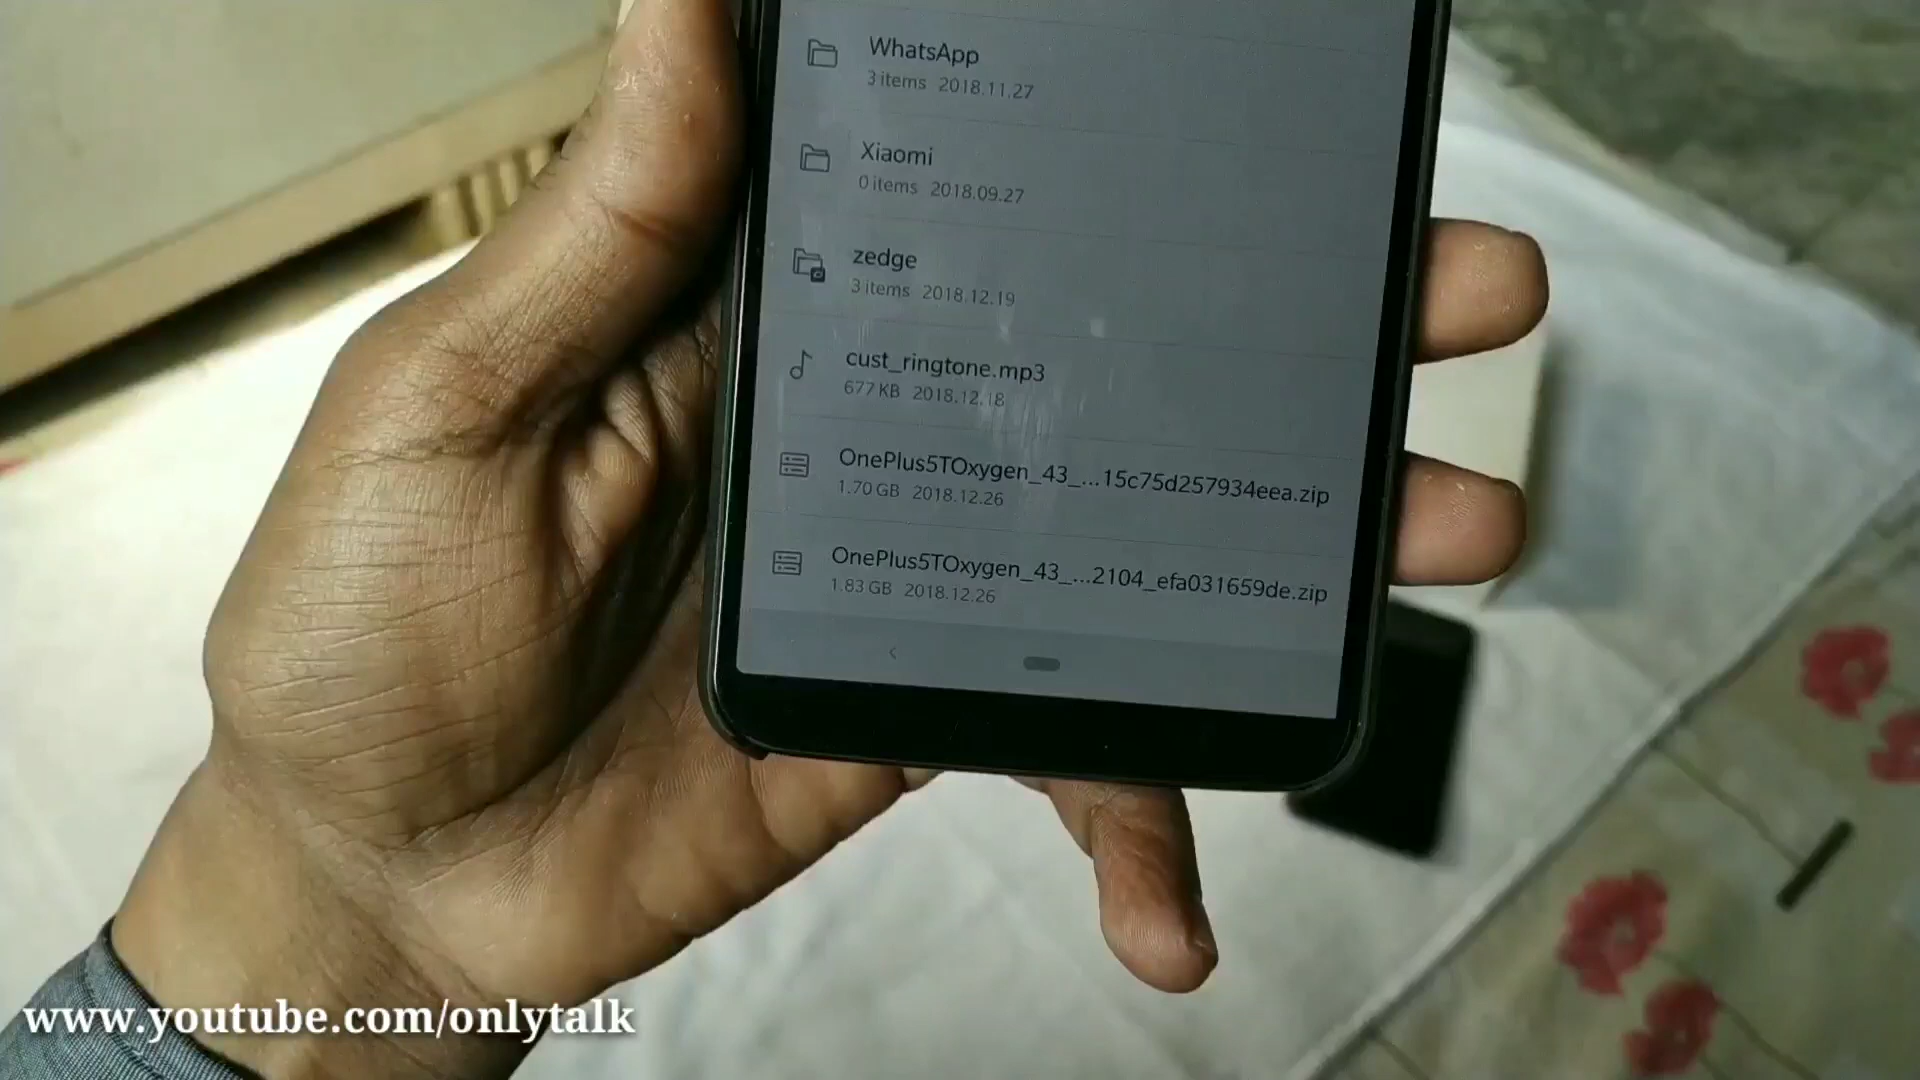 WhatsApp
3 items 2018.11.27
Xiaomi
0 items 2018.09.27
zedge
3 items 2018.12.19
cust_ringtone.mp3
677 KB 2018.12.18
OnePlus5TOxygen_43_...15c75d257934eea.zip
1.70 GB 2018.12.26
OnePlus5TOxygen_43_...2104_efa031659de.zip
1.83 GB 2018.12.26
www.youtube.com/onlytalk